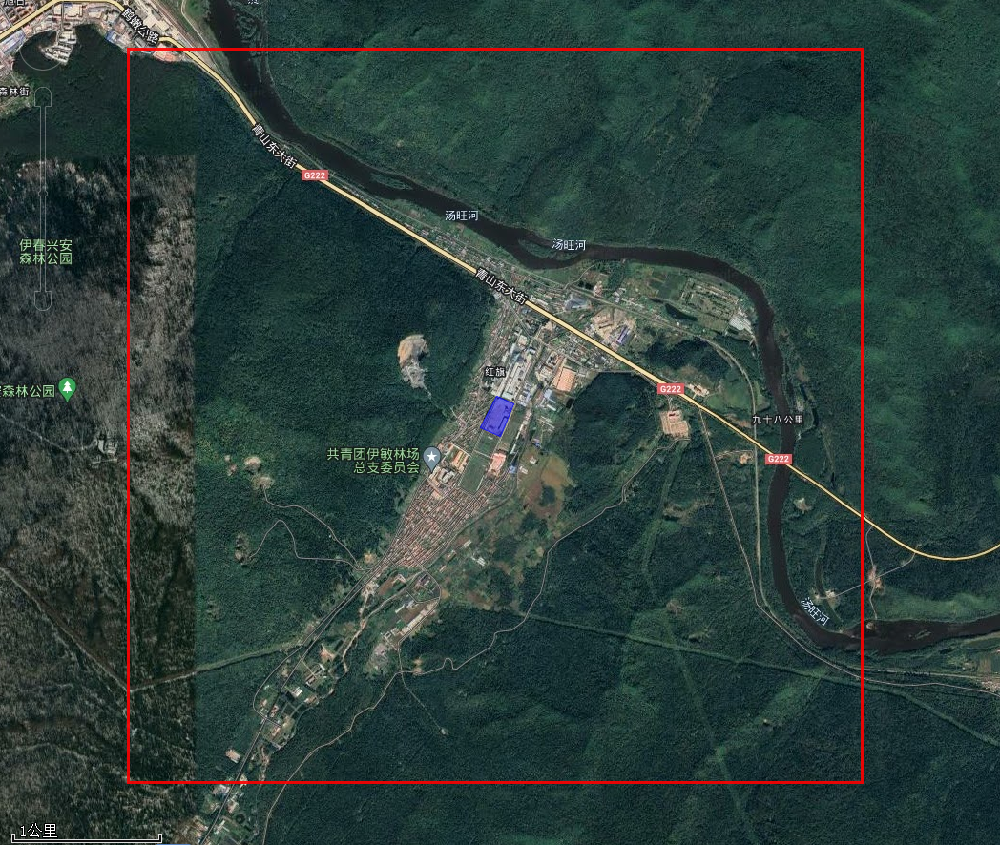 鹤嫩公路
森林街
青山东大街
G222
汤旺河
汤旺河
伊春兴安
森林公园
青山东大街
红旗
森林公园
G222
九十八公里
共青团伊敏林场
总支委员会
G222
汤旺河
1公里